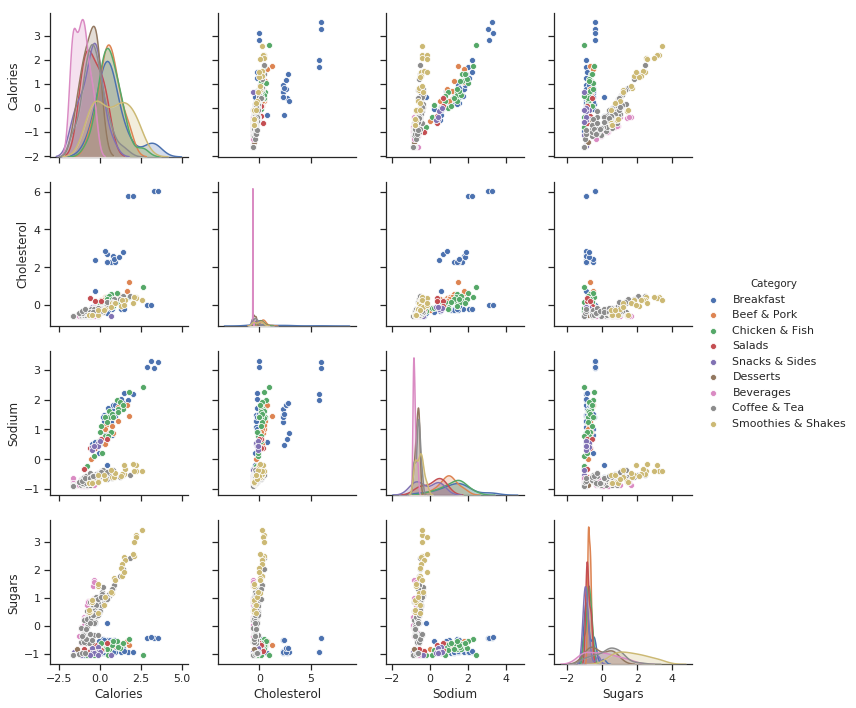 Calories
3
2
1
0
−1
−2
Cholesterol
6
4
2
0
Sodium
3
2
1
0
−1
Sugars
3
2
1
0
−1
−2.5 0.0 2.5 5.0
Calories
0 5
Cholesterol
−2 0 2 4
Sodium
−2 0 2 4
Sugars
Category
Breakfast
Beef & Pork
Chicken & Fish
Salads
Snacks & Sides
Desserts
Beverages
Coffee & Tea
Smoothies & Shakes